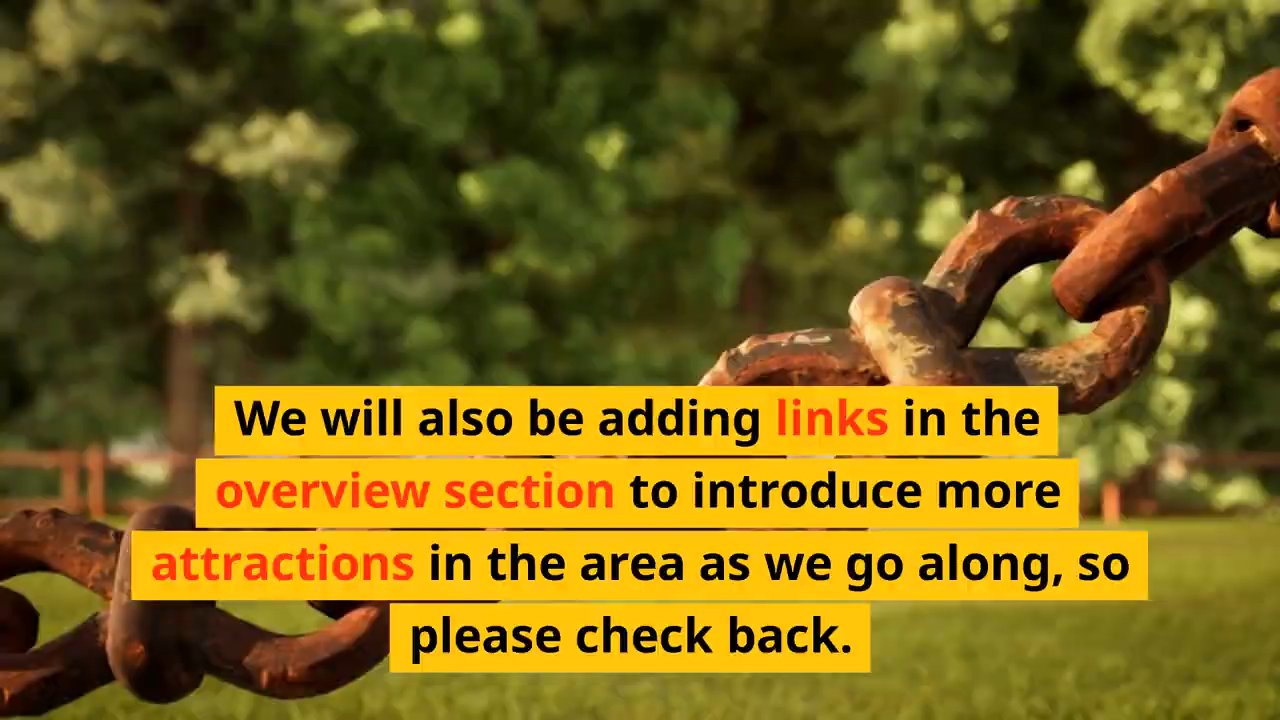 We will also be adding links in the
overview section to introduce more
attractions in the area as we go along, so
please check back.